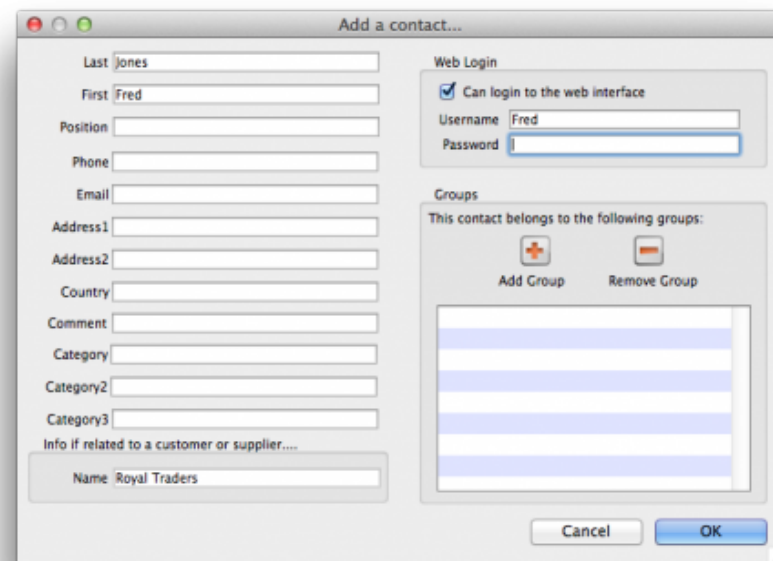 Add a contact...
Last Jones
First Fred
Position
Phone
Email
Address1
Address2
Country
Comment
Category
Category2
Category3
Info if related to a customer or supplier....
Name Royal Traders
Web Login
Can login to the web interface
Username Fred
Password
Groups
This contact belongs to the following groups:
Add Group Remove Group
Cancel OK